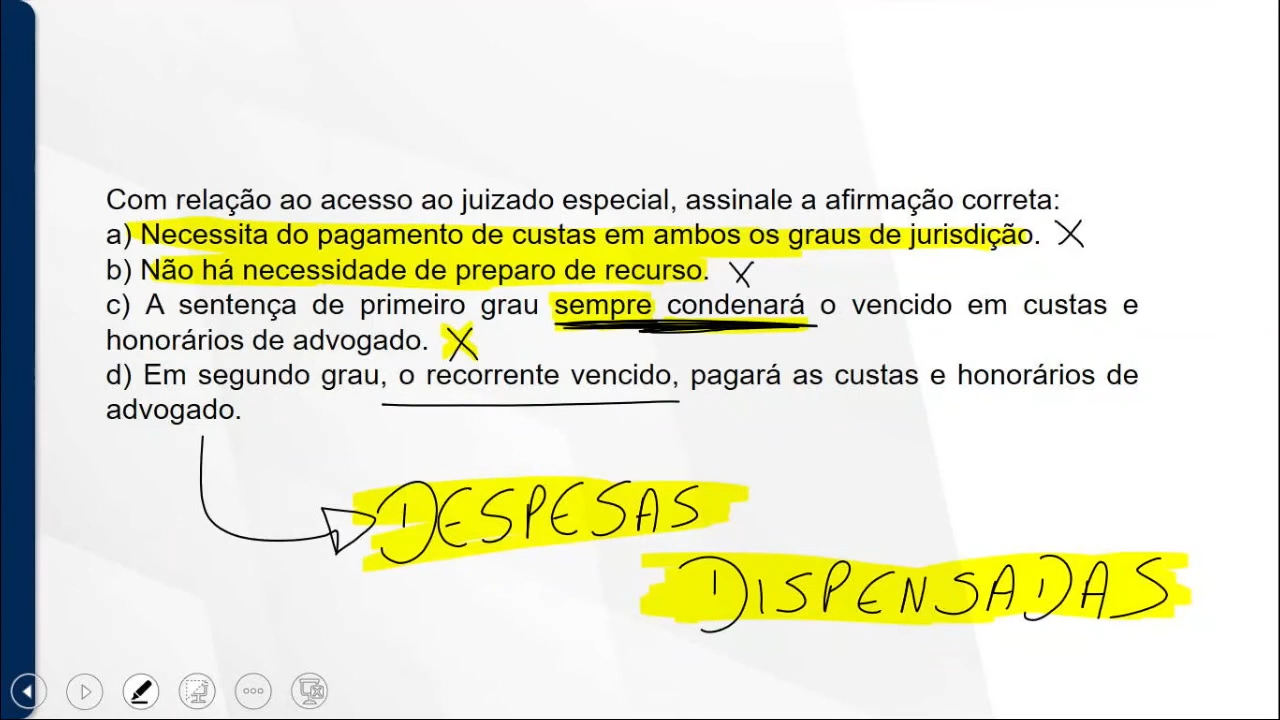 Com relação ao acesso ao juizado especial, assinale a afirmação correta:
a) Necessita do pagamento de custas em ambos os graus de jurisdição. X
b) Não há necessidade de preparo de recurso. X
c) A sentença de primeiro grau sempre condenará o vencido em custas e
honorários de advogado. X
d) Em segundo grau, o recorrente vencido, pagará as custas e honorários de
advogado.
DESPESAS
DISPENSADAS